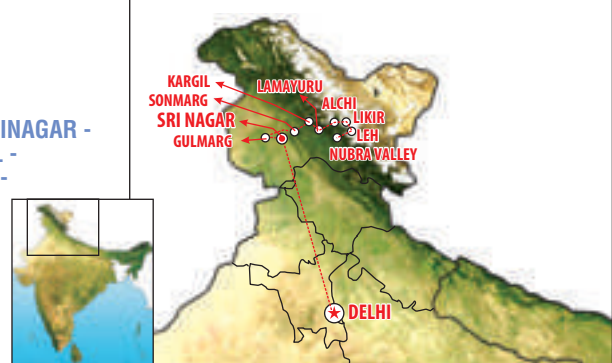 INAGAR -
-
-
KARGIL
LAMAYURU
SONMARG
ALCHI
SRI NAGAR
LIKIR
GULMARG
LEH
NUBRA VALLEY
DELHI